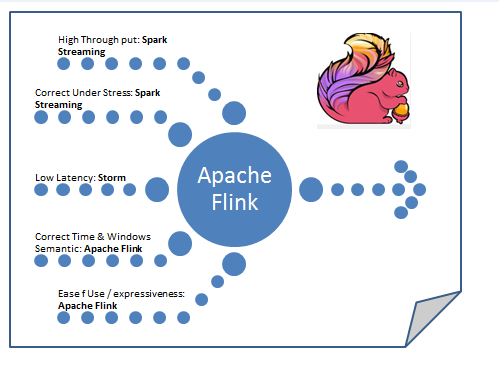 High Through put: Spark
Streaming
Correct Under Stress: Spark
Streaming
Low Latency: Storm
Apache
Flink
Correct Time & Windows
Semantic: Apache Flink
Ease f Use / expressiveness:
Apache Flink